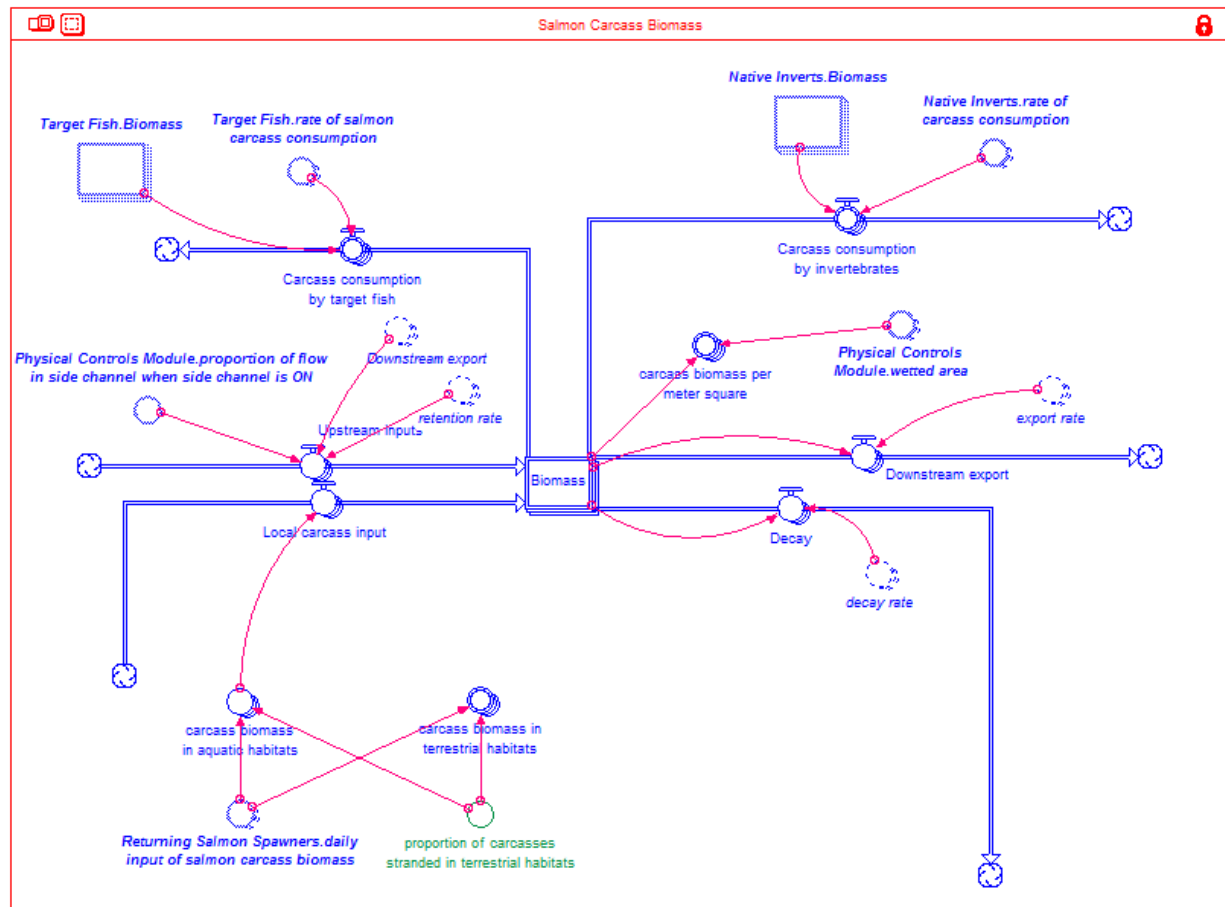 Salmon Carcass Biomass
Native Inverts.Biomass
Target Fish.Biomass
Target Fish.rate of salmon
carcass consumption
Native Inverts.rate of
carcass consumption
Carcass consumption
by target fish
Carcass consumption
by invertebrates
Physical Controls Module.proportion of flow
in side channel when side channel is ON
Downstream export
retention rate
Upstream inputs
carcass biomass per
meter square
Physical Controls
Module.wetted area
export rate
Biomass
Downstream export
Local carcass input
Decay
decay rate
carcass biomass
in aquatic habitats
carcass biomass in
terrestrial habitats
Returning Salmon Spawners.daily
input of salmon carcass biomass
proportion of carcasses
stranded in terrestrial habitats